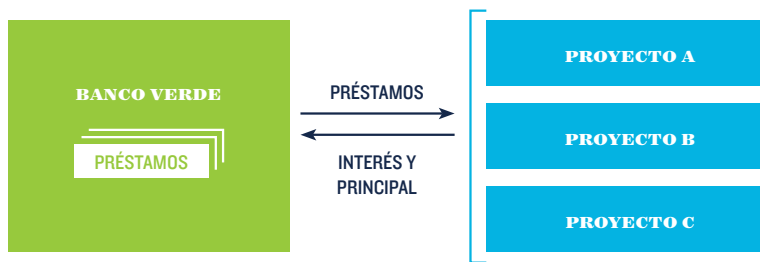 BANCO VERDE
PRÉSTAMOS
PRÉSTAMOS
INTERÉS Y
PRINCIPAL
PROYECTO A
PROYECTO B
PROYECTO C